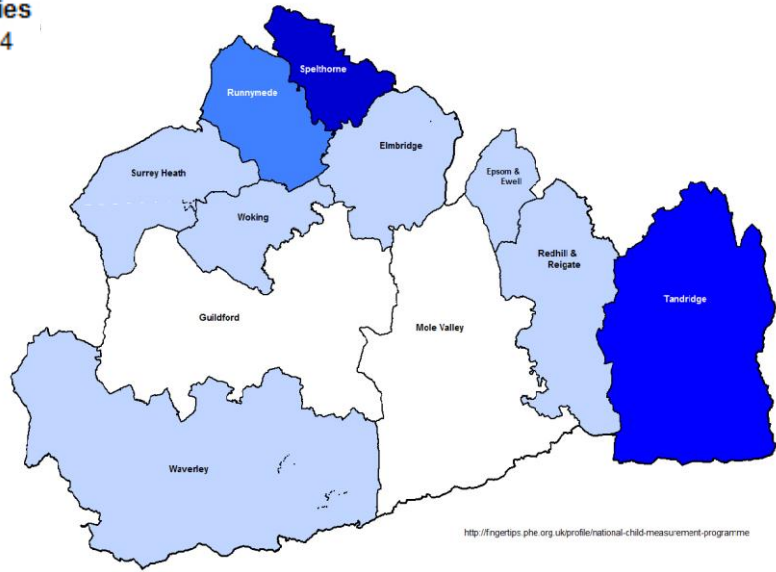 ies
4
Spelthorne
Runnymede
Elmbridge
Surrey Heath
Epsom &
Ewell
Woking
Redhill &
Reigate
Tandridge
Guildford
Mole Valley
Waverley
http://fingertips.phe.org.uk/profile/national-child-measurement-programme